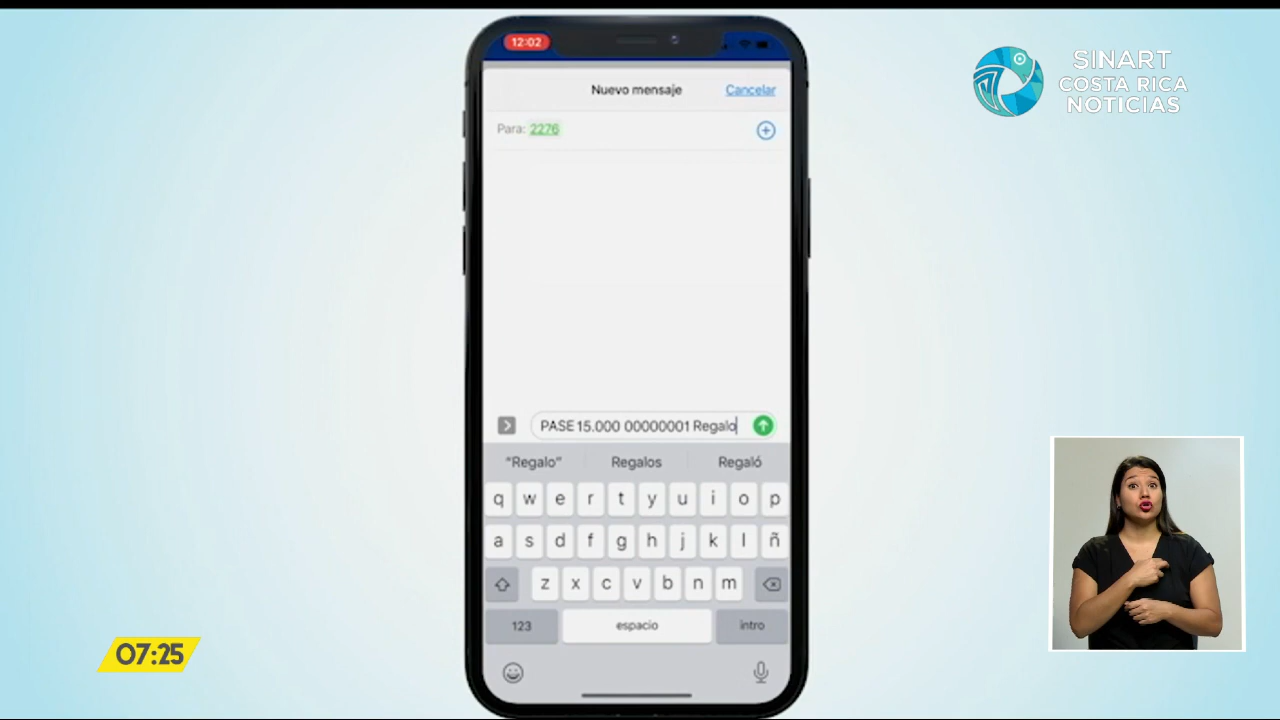 12:02
SINART
COSTA RICA
NOTICIAS
Nuevo mensaje Cancelar
Para: 2276
PASE 15.000 00000001 Regalo
"Regalo" Regalos Regaló
q w e r t y u i o p
a s d f g h j k l ñ
z x c v b n m
123 espacio intro
07:25